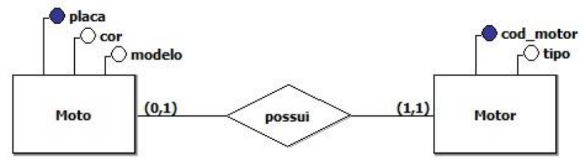 placa
cor
modelo
cod_motor
tipo
Moto
(0,1)
possui
(1,1)
Motor